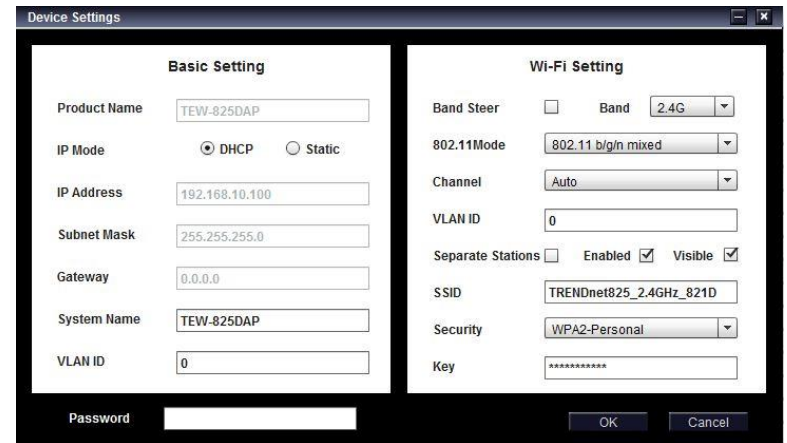 Device Settings
Basic Setting
Product Name TEW-825DAP
IP Mode DHCP Static
IP Address 192.168.10.100
Subnet Mask 255.255.255.0
Gateway 0.0.0.0
System Name TEW-825DAP
VLAN ID 0
Wi-Fi Setting
Band Steer Band 2.4G
802.11Mode 802.11 b/g/n mixed
Channel Auto
VLAN ID 0
Separate Stations Enabled Visible
SSID TRENDnet825_2.4GHz_821D
Security WPA2-Personal
Key ***********
Password
OK Cancel